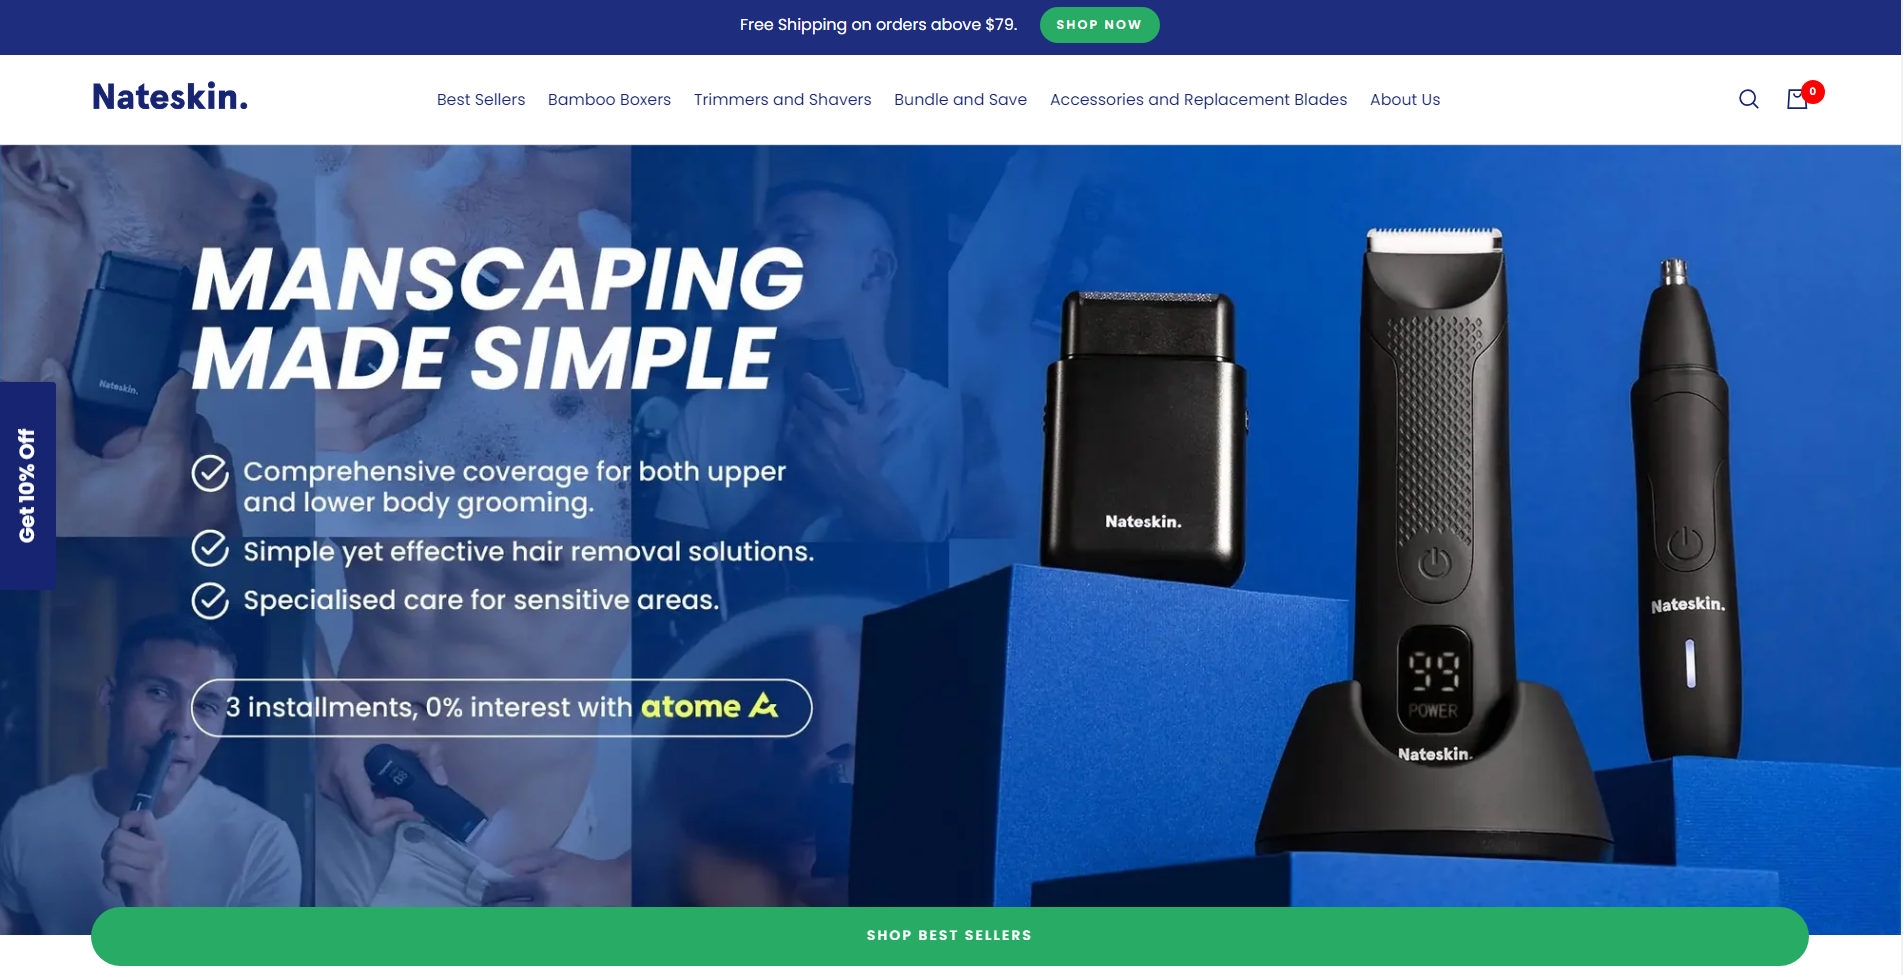 Free Shipping on orders above $79.
SHOP NOW
Nateskin.
Best Sellers
Bamboo Boxers
Trimmers and Shavers
Bundle and Save
Accessories and Replacement Blades
About Us
0
MANSCAPING
MADE SIMPLE
Comprehensive coverage for both upper
and lower body grooming.
Simple yet effective hair removal solutions.
Specialised care for sensitive areas.
3 installments, 0% interest with atome
Get 10% Off
Nateskin.
Nateskin.
99
POWER
Nateskin.
Nateskin.
SHOP BEST SELLERS